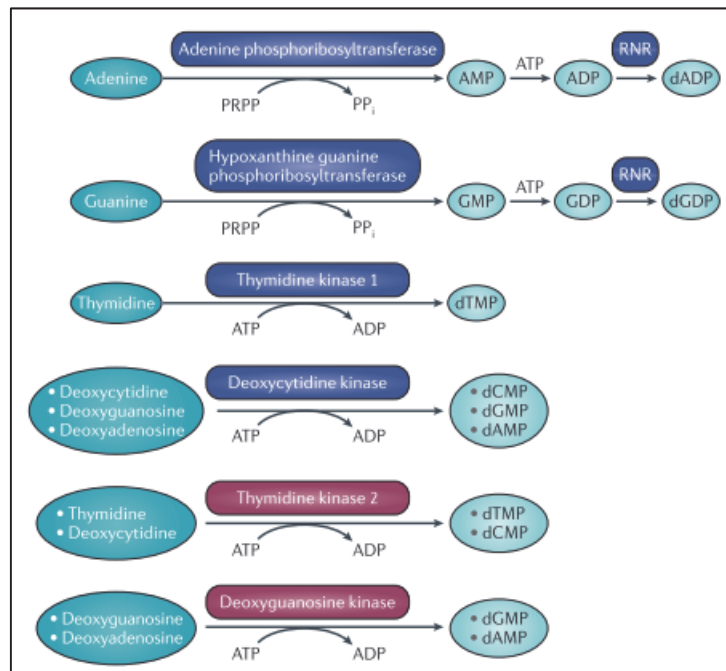 Adenine phosphoribosyltransferase
RNR
ATP
Adenine
AMP
ADP
dADP
PRPP
PPi
Hypoxanthine guanine
phosphoribosyltransferase
RNR
ATP
Guanine
GMP
GDP
dGDP
PRPP
PPi
Thymidine kinase 1
Thymidine
dTMP
ATP
ADP
• Deoxycytidine
• Deoxyguanosine
• Deoxyadenosine
Deoxycytidine kinase
ATP
ADP
• dCMP
• dGMP
• dAMP
• Thymidine
• Deoxycytidine
Thymidine kinase 2
ATP
ADP
• dTMP
• dCMP
• Deoxyguanosine
• Deoxyadenosine
Deoxyguanosine kinase
ATP
ADP
• dGMP
• dAMP